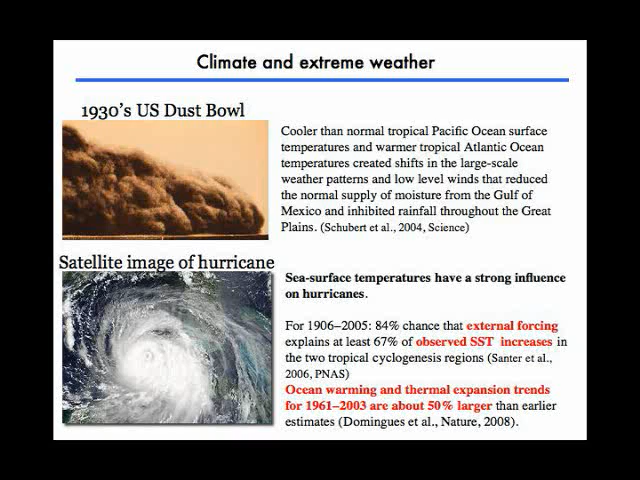 Climate and extreme weather
1930's US Dust Bowl
Cooler than normal tropical Pacific Ocean surface
temperatures and warmer tropical Atlantic Ocean
temperatures created shifts in the large-scale
weather patterns and low level winds that reduced
the normal supply of moisture from the Gulf of
Mexico and inhibited rainfall throughout the Great
Plains. (Schubert et al., 2004, Science)
Satellite image of hurricane
Sea-surface temperatures have a strong influence
on hurricanes.
For 1906–2005: 84% chance that external forcing
explains at least 67% of observed SST increases in
the two tropical cyclogenesis regions (Santer et al.,
2006, PNAS)
Ocean warming and thermal expansion trends
for 1961–2003 are about 50% larger than earlier
estimates (Domingues et al., Nature, 2008).